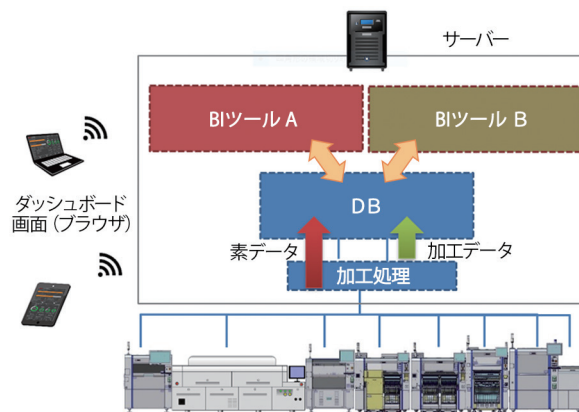 サーバー
BIツール A
BIツール B
ダッシュボード
画面(ブラウザ)
DB
素データ
加工データ
加工処理